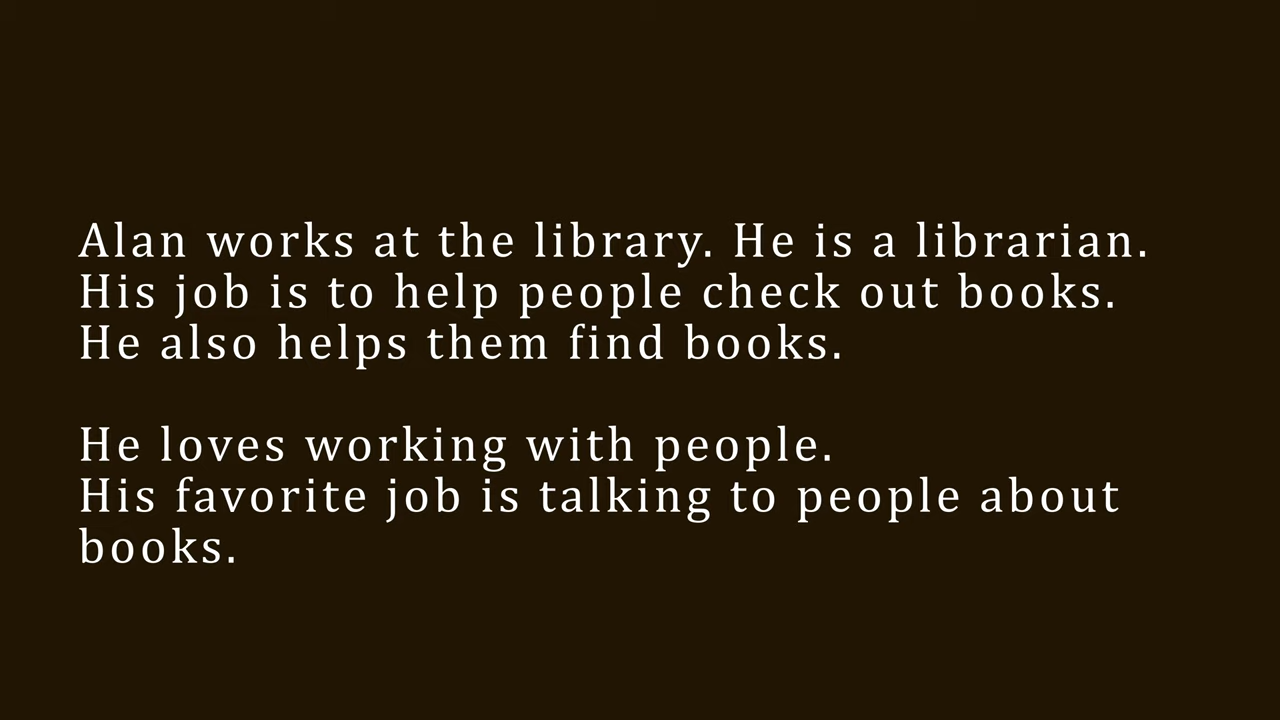 Alan works at the library. He is a librarian.
His job is to help people check out books.
He also helps them find books.
He loves working with people.
His favorite job is talking to people about
books.